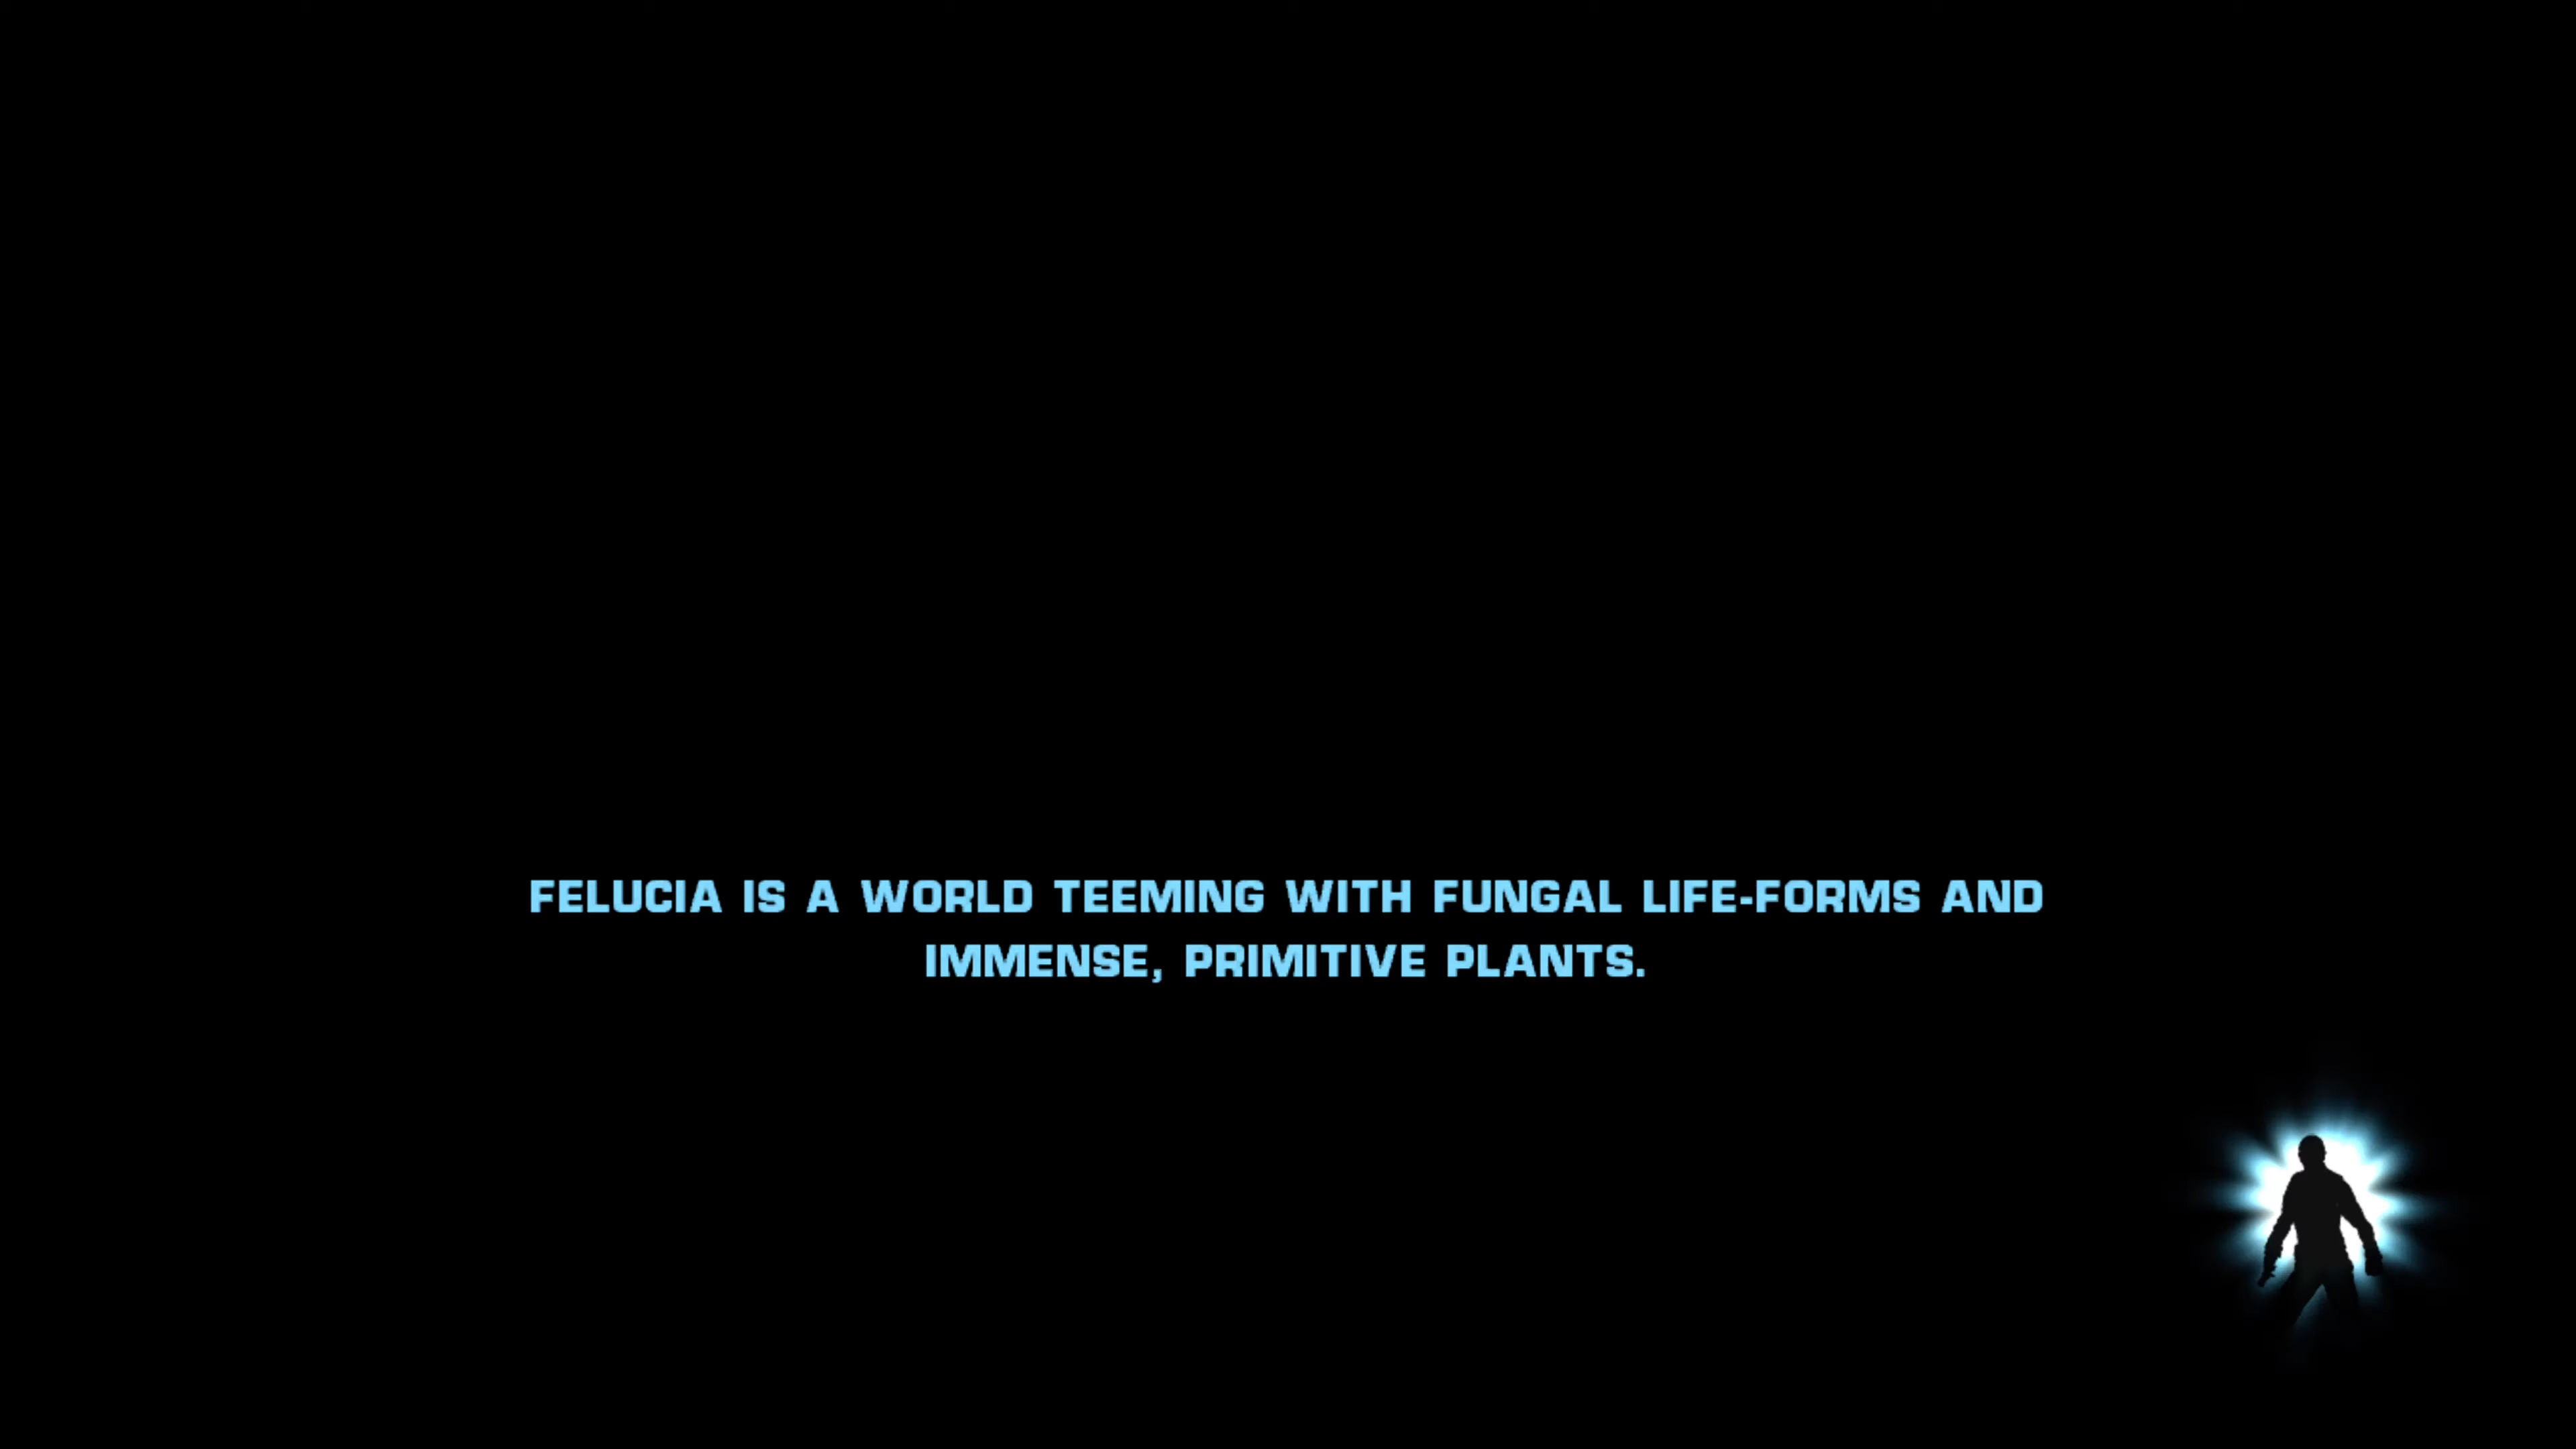 FELUCIA IS A WORLD TEEMING WITH FUNGAL LIFE-FORMS AND
IMMENSE, PRIMITIVE PLANTS.